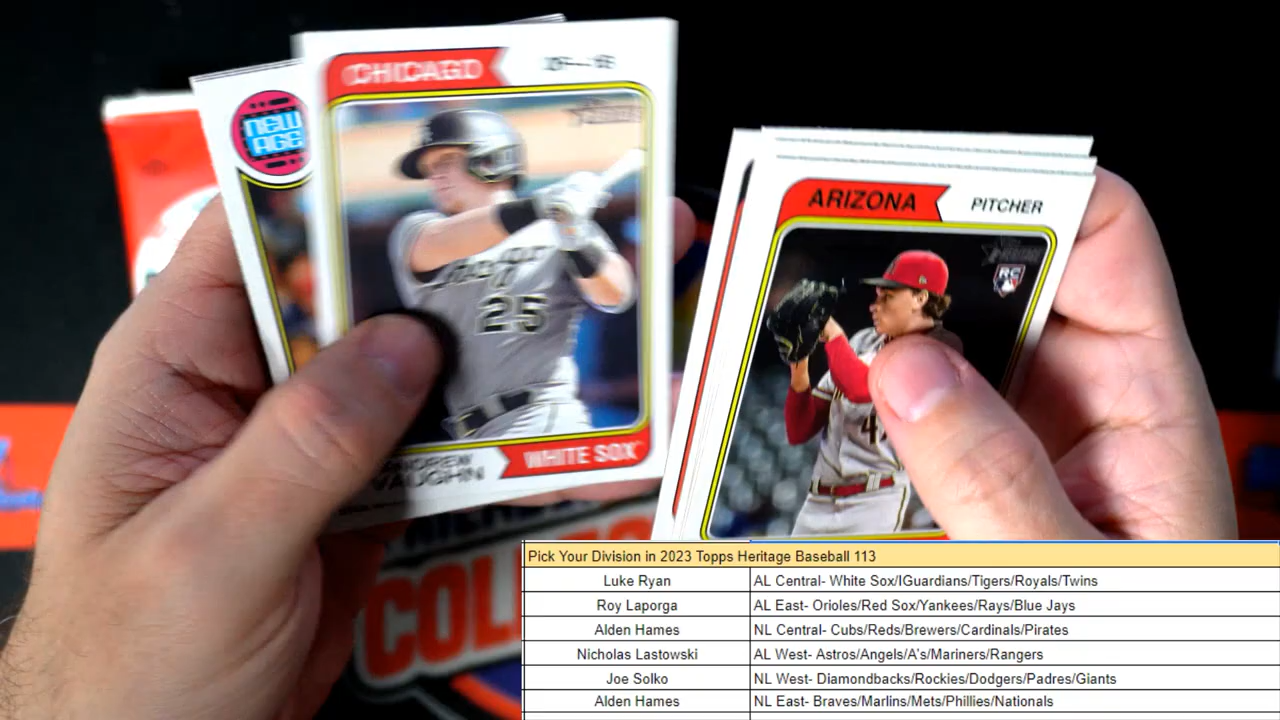 CHICAGO
NEW
AGE
25
ANDREW
VAUGHN
WHITE SOX
ARIZONA
PITCHER
RC
Pick Your Division in 2023 Topps Heritage Baseball 113
Luke Ryan AL Central- White Sox/IGuardians/Tigers/Royals/Twins
Roy Laporga AL East- Orioles/Red Sox/Yankees/Rays/Blue Jays
Alden Hames NL Central- Cubs/Reds/Brewers/Cardinals/Pirates
Nicholas Lastowski AL West- Astros/Angels/A's/Mariners/Rangers
Joe Solko NL West- Diamondbacks/Rockies/Dodgers/Padres/Giants
Alden Hames NL East- Braves/Marlins/Mets/Phillies/Nationals